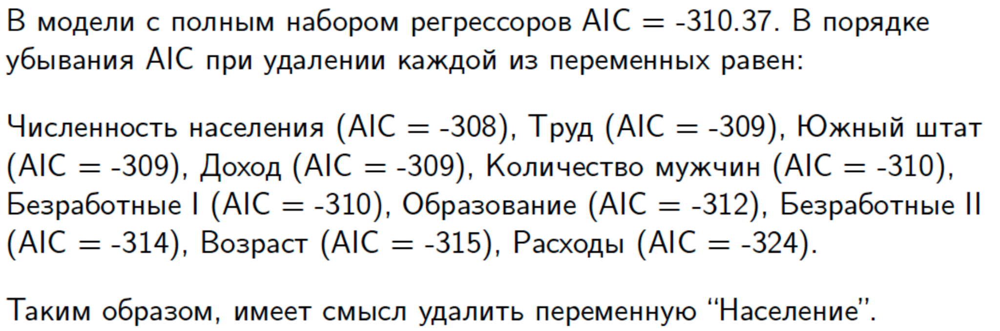 В модели с полным набором регрессоров AIC = -310.37. В порядке
убывания AIC при удалении каждой из переменных равен:
Численность населения (AIC = -308), Труд (AIC = -309), Южный штат
(AIC = -309), Доход (AIC = -309), Количество мужчин (AIC = -310),
Безработные I (AIC = -310), Образование (AIC = -312), Безработные II
(AIC = -314), Возраст (AIC = -315), Расходы (AIC = -324).
Таким образом, имеет смысл удалить переменную “Население”.